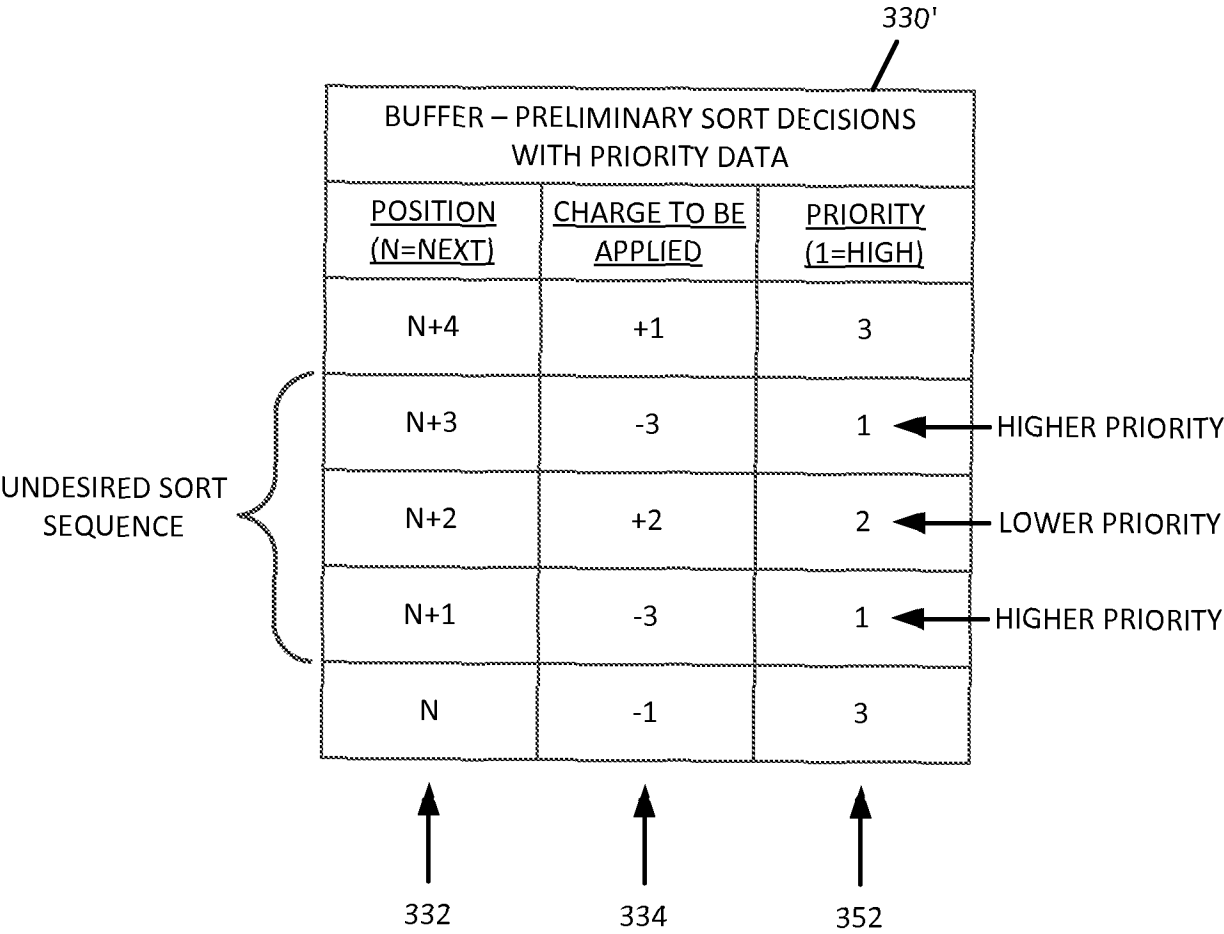 330'
BUFFER – PRELIMINARY SORT DECISIONS
WITH PRIORITY DATA
POSITION
(N=NEXT)
CHARGE TO BE
APPLIED
PRIORITY
(1=HIGH)
N+4
+1
3
N+3
-3
1
HIGHER PRIORITY
UNDESIRED SORT
SEQUENCE
N+2
+2
2
LOWER PRIORITY
N+1
-3
1
HIGHER PRIORITY
N
-1
3
332
334
352